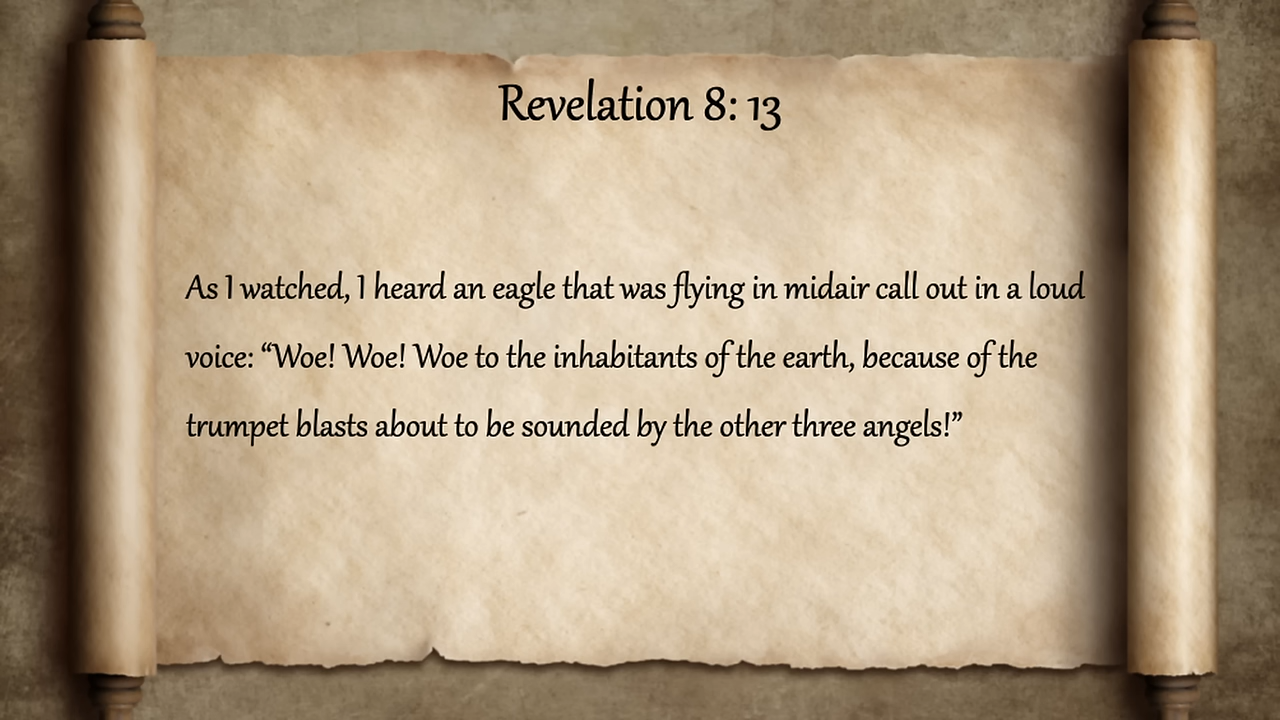 Revelation 8: 13
As I watched, I heard an eagle that was flying in midair call out in a loud
voice: “Woe! Woe! Woe to the inhabitants of the earth, because of the
trumpet blasts about to be sounded by the other three angels!”